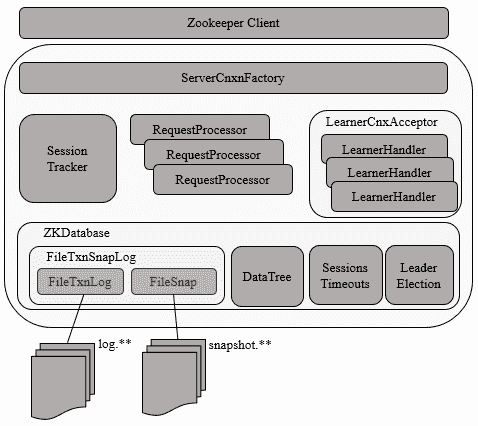 Zookeeper Client
ServerCnxnFactory
Session
Tracker
RequestProcessor
RequestProcessor
RequestProcessor
LearnerCnxAcceptor
LearnerHandler
LearnerHandler
LearnerHandler
ZKDatabase
FileTxnSnapLog
FileTxnLog
FileSnap
DataTree
Sessions
Timeouts
Leader
Election
log.**
snapshot.**